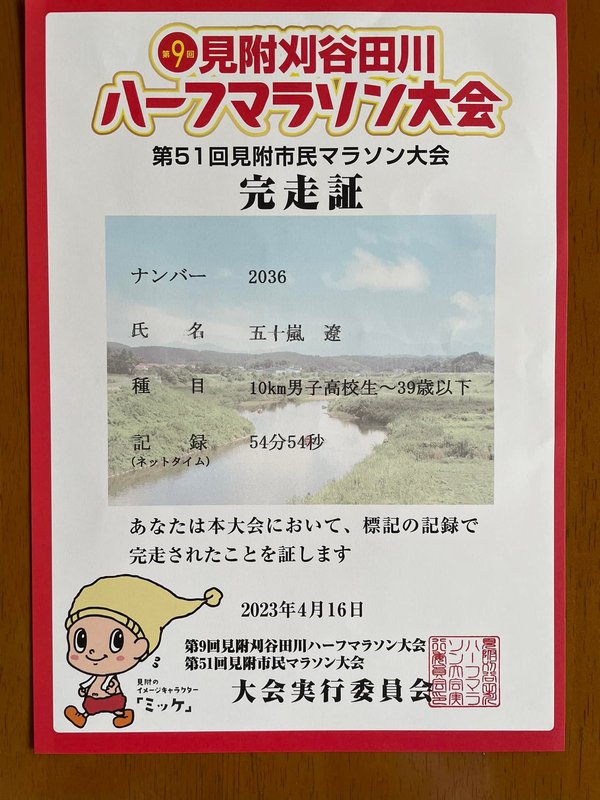 第9回見附刈谷田川
ハーフマラソン大会
第51回見附市民マラソン大会
完走証
ナンバー 2036
氏 名 五十嵐 遼
種 目 10km男子高校生～39歳以下
記 録 54分54秒
(ネットタイム)
あなたは本大会において、標記の記録で
完走されたことを証します
2023年4月16日
第9回見附刈谷田川ハーフマラソン大会
第51回見附市民マラソン大会
大会実行委員会
見附の
イメージキャラクター
「ミッケ」